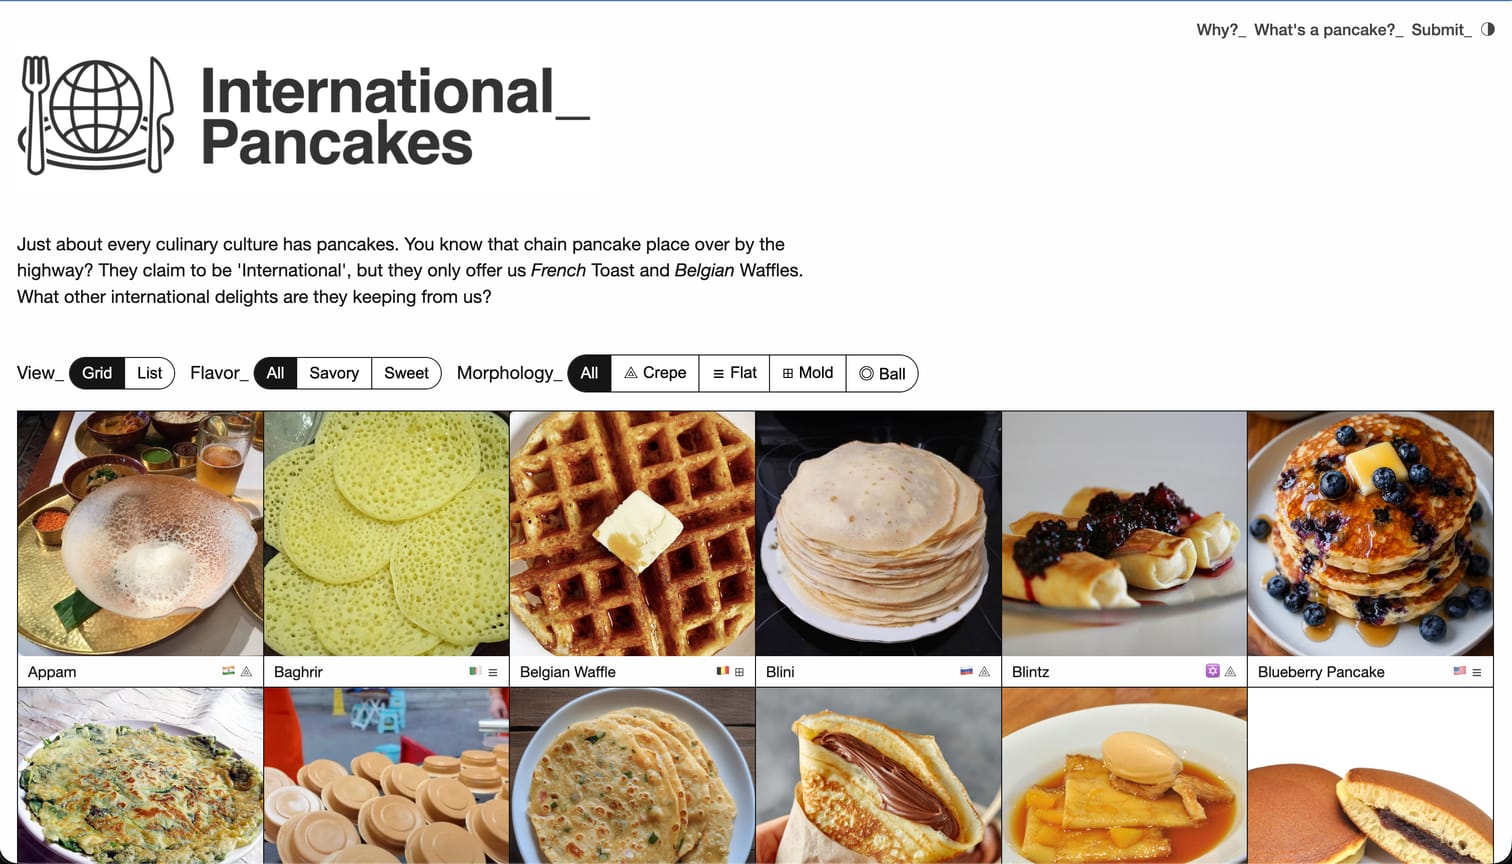 Why?_ What's a pancake?_ Submit_
International_
Pancakes
Just about every culinary culture has pancakes. You know that chain pancake place over by the
highway? They claim to be 'International', but they only offer us French Toast and Belgian Waffles.
What other international delights are they keeping from us?
View_ Grid List Flavor_ All Savory Sweet Morphology_ All Crepe Flat Mold Ball
Appam
Baghrir
Belgian Waffle
Blini
Blintz
Blueberry Pancake